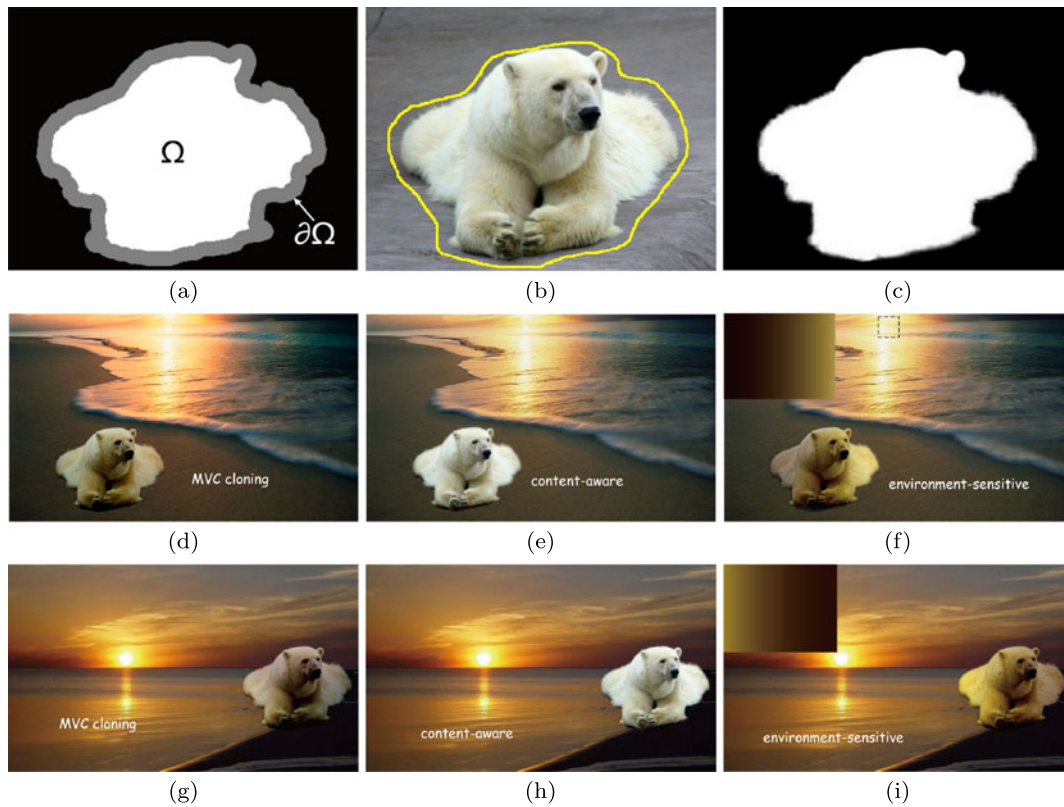 Ω
∂Ω
(a)
(b)
(c)
MVC cloning
content-aware
environment-sensitive
(d)
(e)
(f)
MVC cloning
content-aware
environment-sensitive
(g)
(h)
(i)